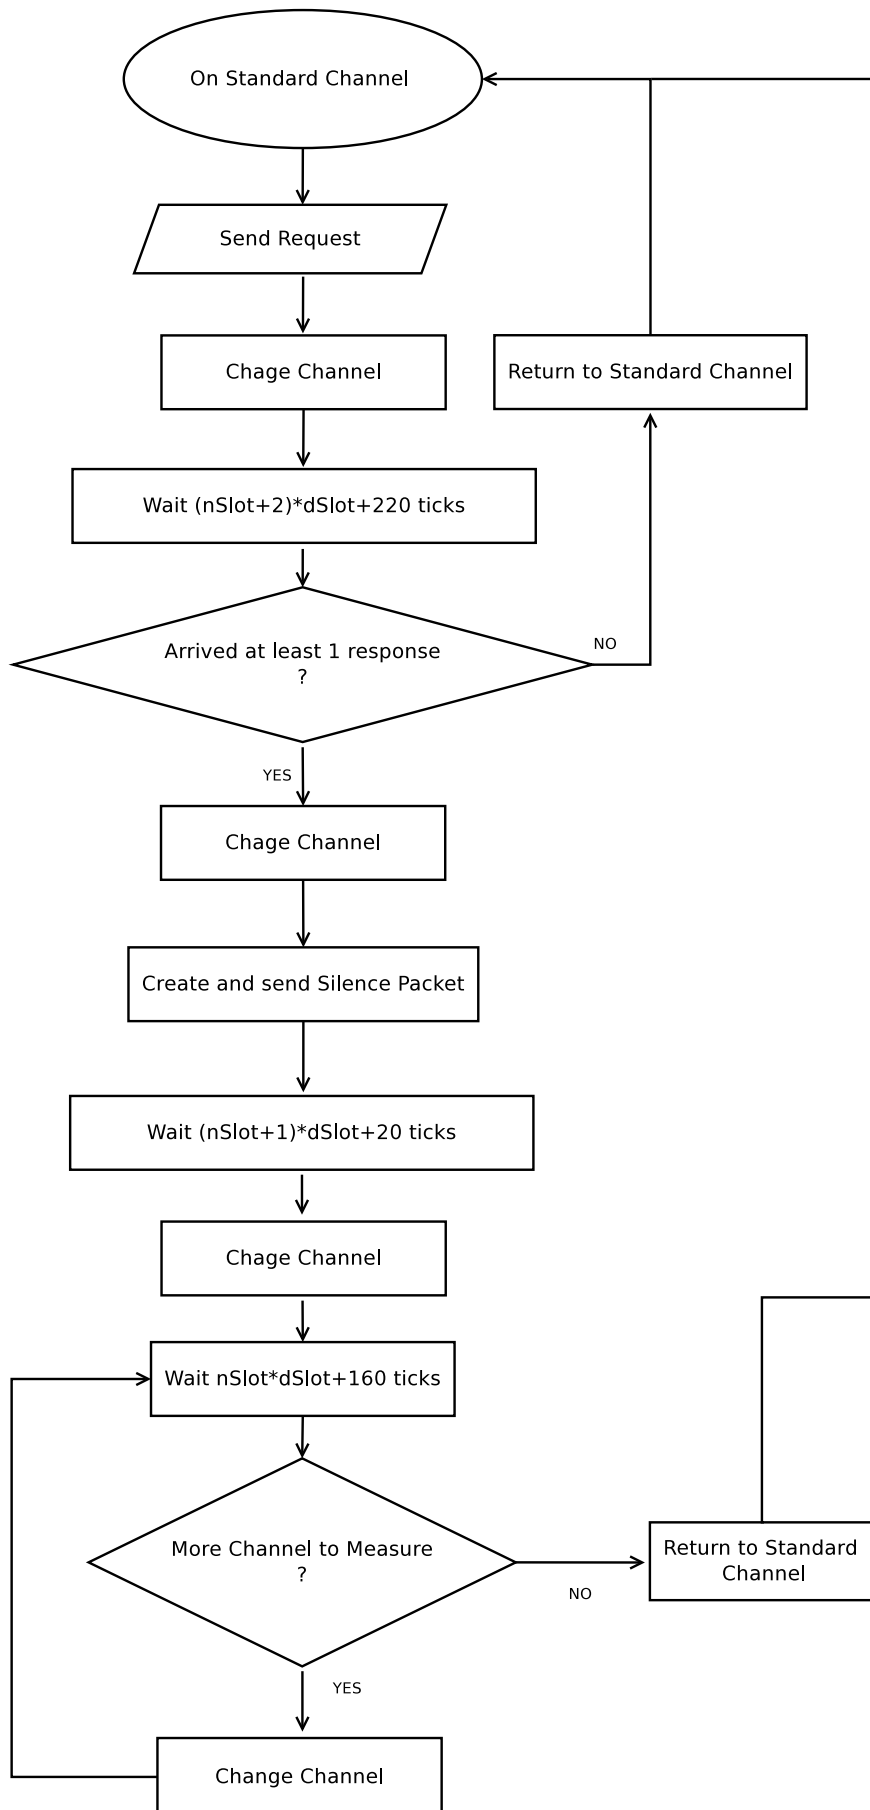 On Standard Channel
Send Request
Chage Channel
Return to Standard Channel
Wait (nSlot+2)*dSlot+220 ticks
Arrived at least 1 response
?
NO
YES
Chage Channel
Create and send Silence Packet
Wait (nSlot+1)*dSlot+20 ticks
Chage Channel
Wait nSlot*dSlot+160 ticks
More Channel to Measure
?
NO
Return to Standard
Channel
YES
Change Channel